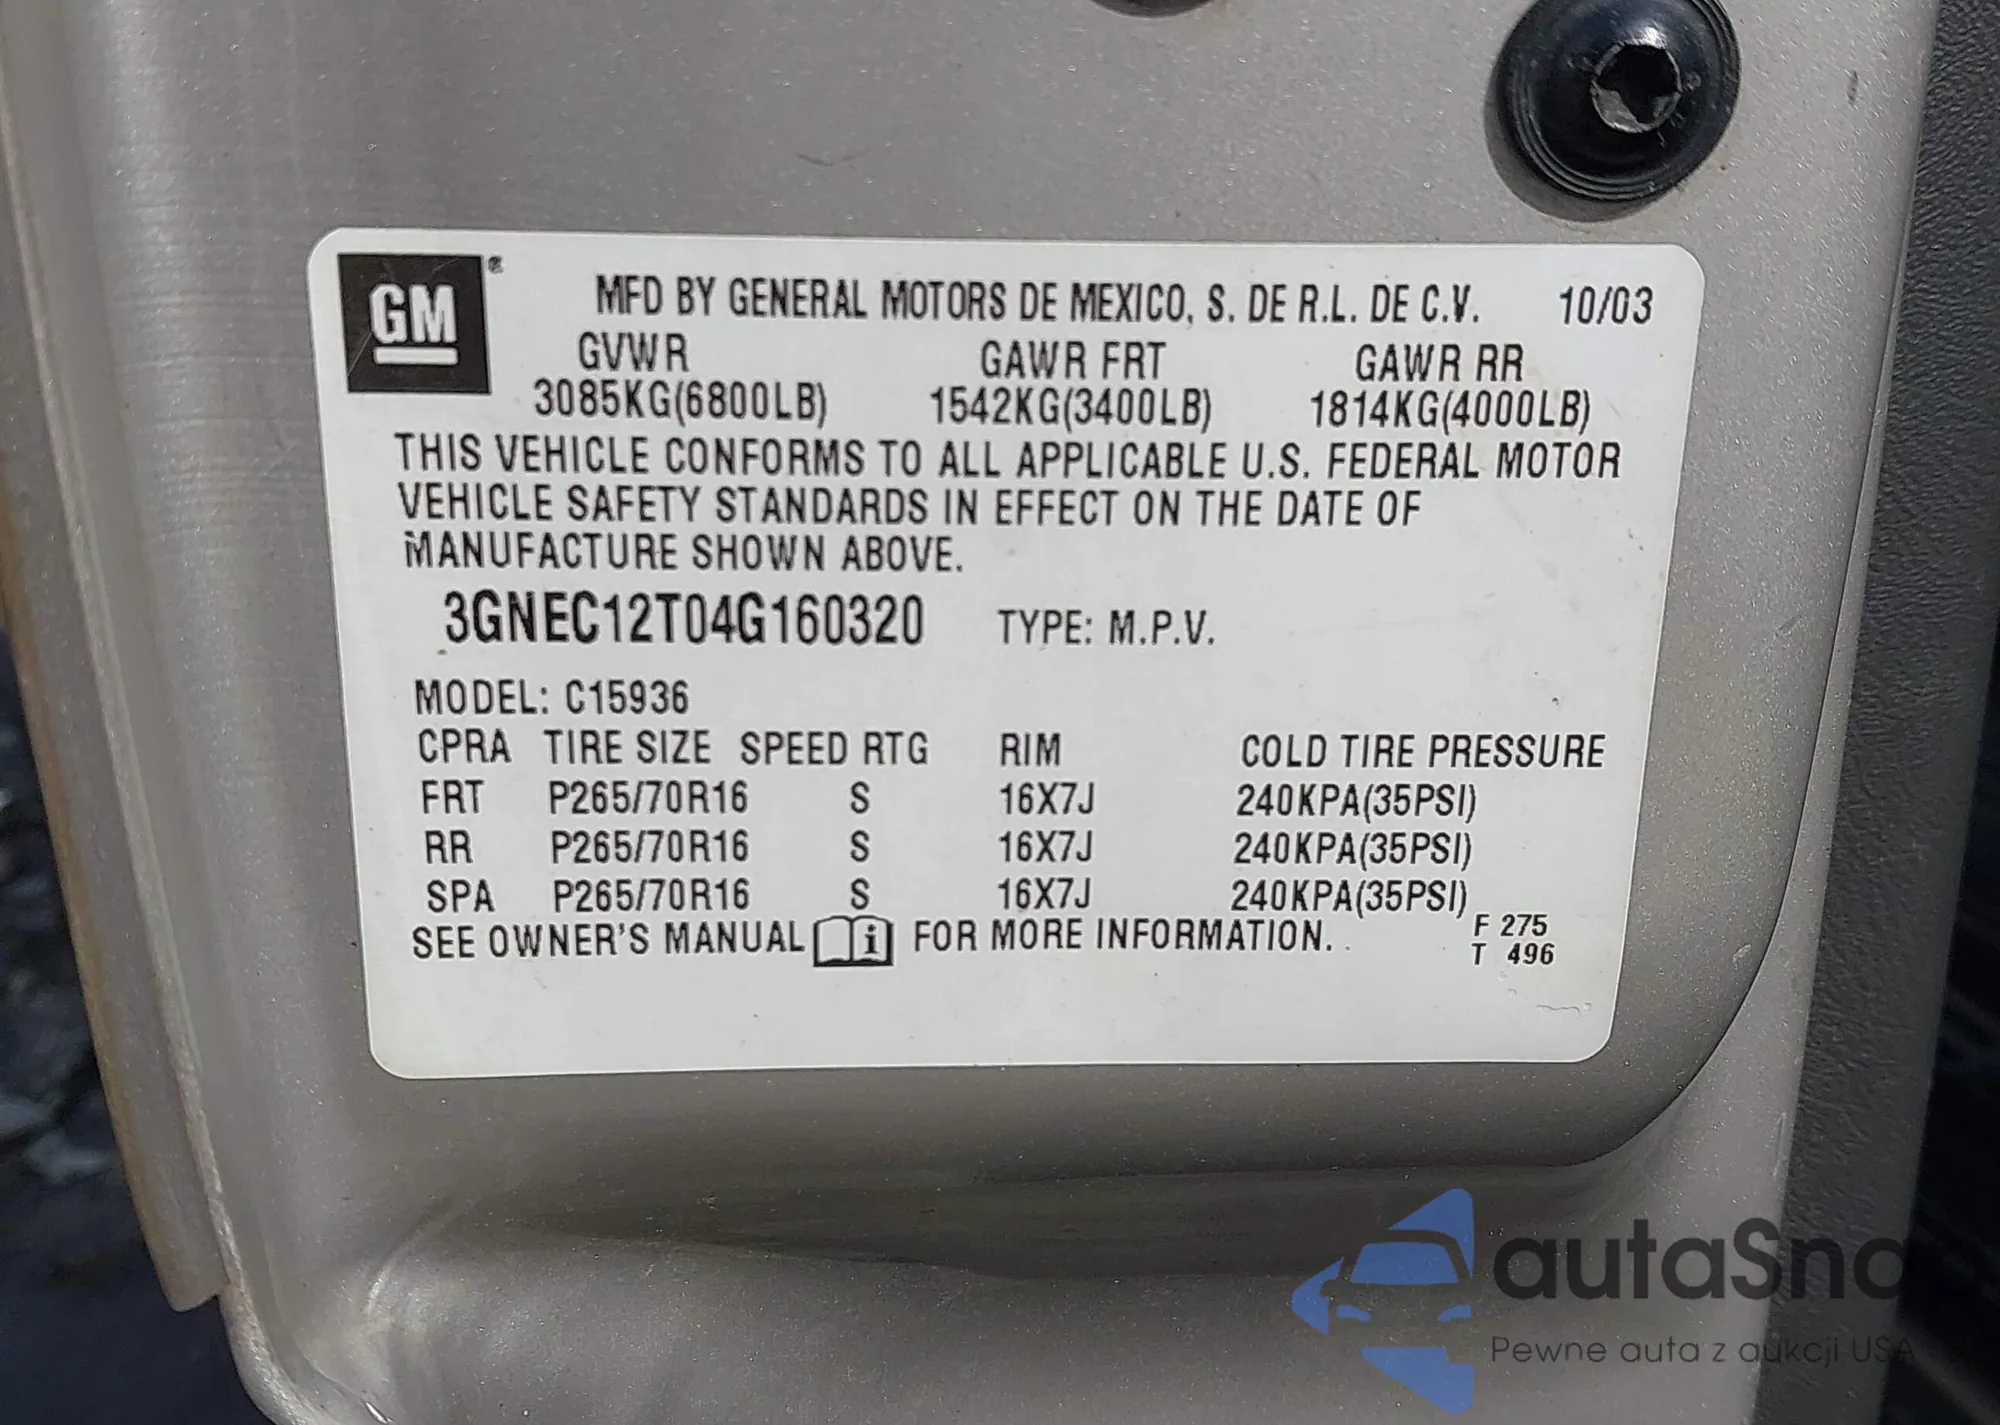 GM
MFD BY GENERAL MOTORS DE MEXICO, S. DE R.L. DE C.V. 10/03
GVWR GAWR FRT GAWR RR
3085KG(6800LB) 1542KG(3400LB) 1814KG(4000LB)
THIS VEHICLE CONFORMS TO ALL APPLICABLE U.S. FEDERAL MOTOR
VEHICLE SAFETY STANDARDS IN EFFECT ON THE DATE OF
MANUFACTURE SHOWN ABOVE.
3GNEC12T04G160320 TYPE: M.P.V.
MODEL: C15936
CPRA TIRE SIZE SPEED RTG RIM COLD TIRE PRESSURE
FRT P265/70R16 S 16X7J 240KPA(35PSI)
RR P265/70R16 S 16X7J 240KPA(35PSI)
SPA P265/70R16 S 16X7J 240KPA(35PSI)
SEE OWNER'S MANUAL i FOR MORE INFORMATION.
F 275
T 496
autaSna
Pewne auta z aukcji USA